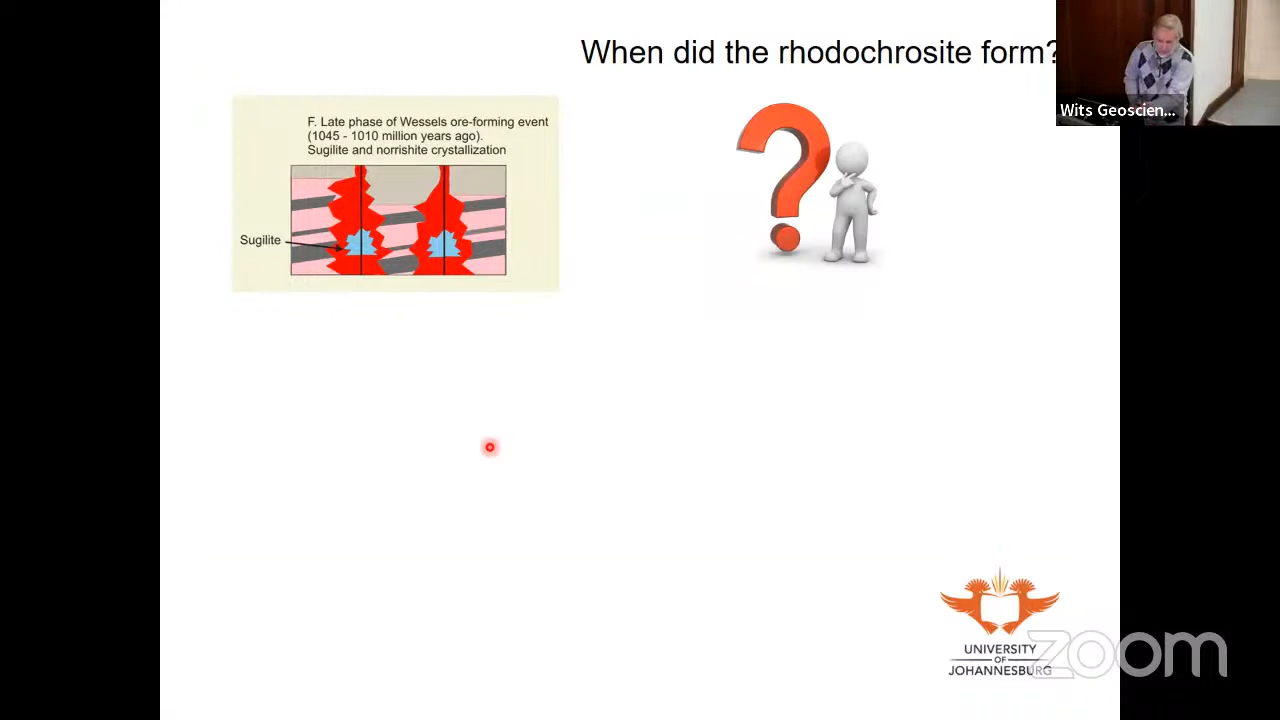 When did the rhodochrosite form?
Wits Geoscien...
F. Late phase of Wessels ore-forming event
(1045 - 1010 million years ago).
Sugilite and norrishite crystallization
Sugilite
UNIVERSITY
OF
JOHANNESBURG
zoom